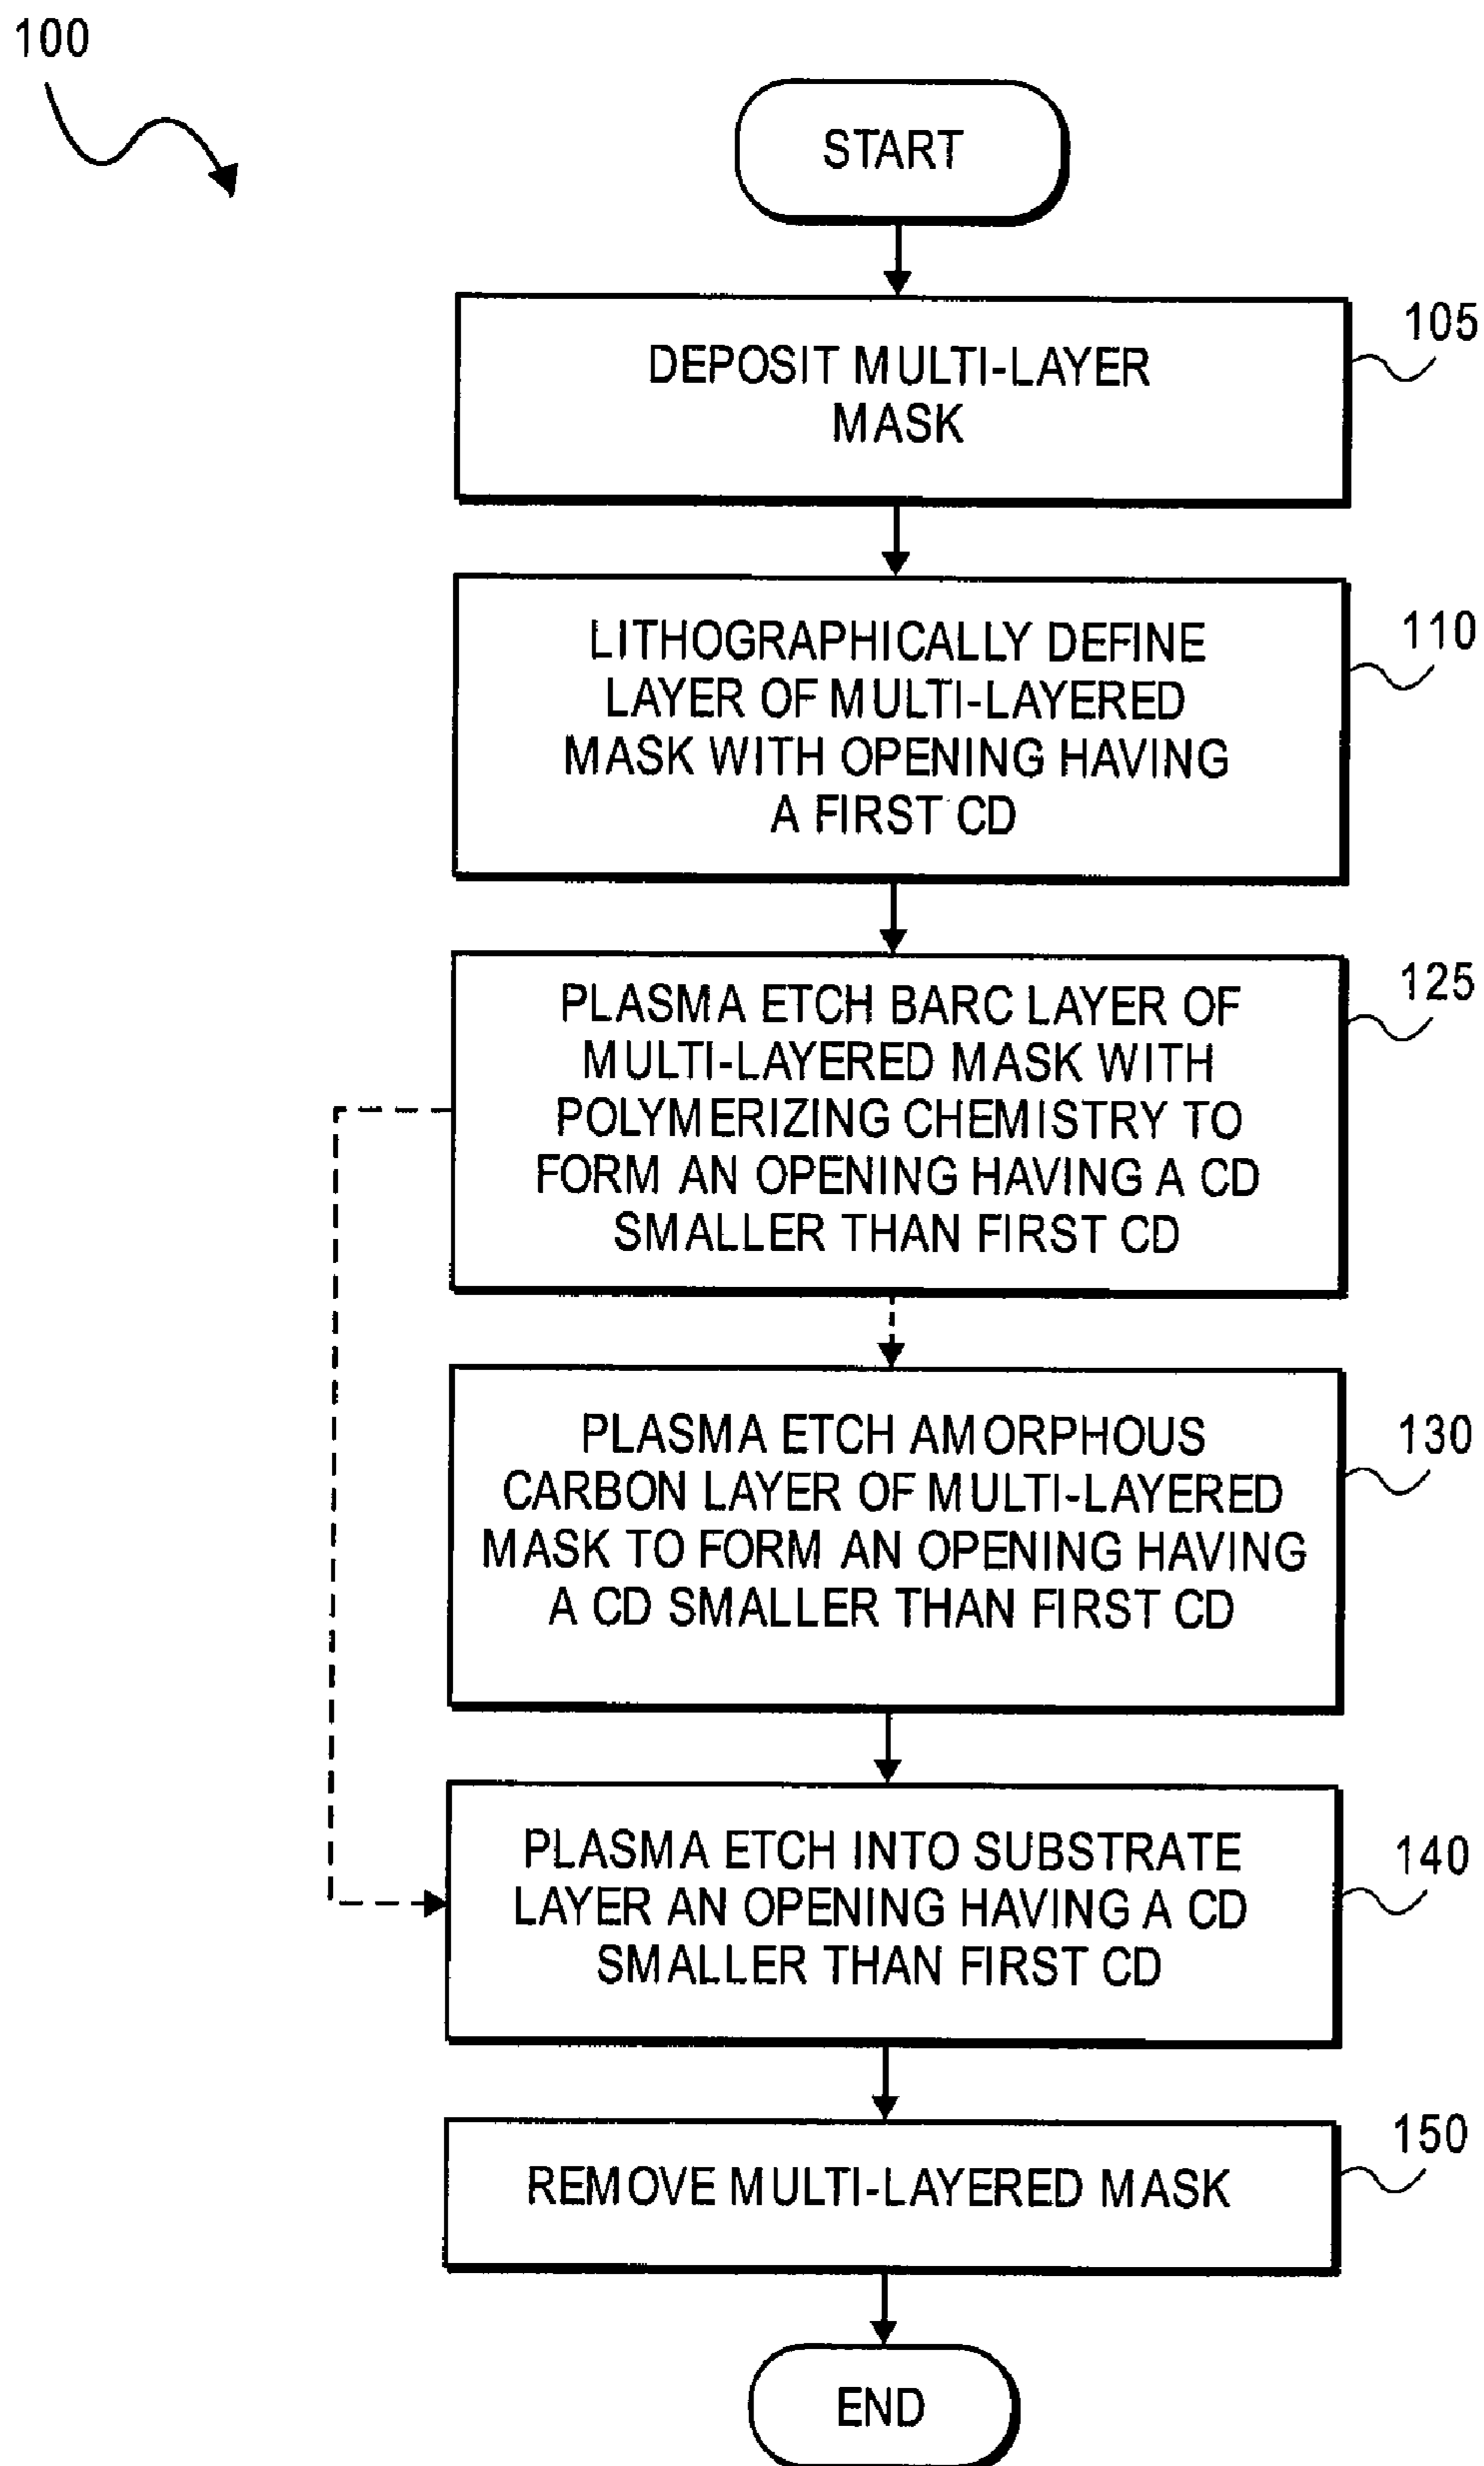 100
START
DEPOSIT MULTI-LAYER
MASK
105
LITHOGRAPHICALLY DEFINE
LAYER OF MULTI-LAYERED
MASK WITH OPENING HAVING
A FIRST CD
110
PLASMA ETCH BARC LAYER OF
MULTI-LAYERED MASK WITH
POLYMERIZING CHEMISTRY TO
FORM AN OPENING HAVING A CD
SMALLER THAN FIRST CD
125
PLASMA ETCH AMORPHOUS
CARBON LAYER OF MULTI-LAYERED
MASK TO FORM AN OPENING HAVING
A CD SMALLER THAN FIRST CD
130
PLASMA ETCH INTO SUBSTRATE
LAYER AN OPENING HAVING A CD
SMALLER THAN FIRST CD
140
REMOVE MULTI-LAYERED MASK
150
END